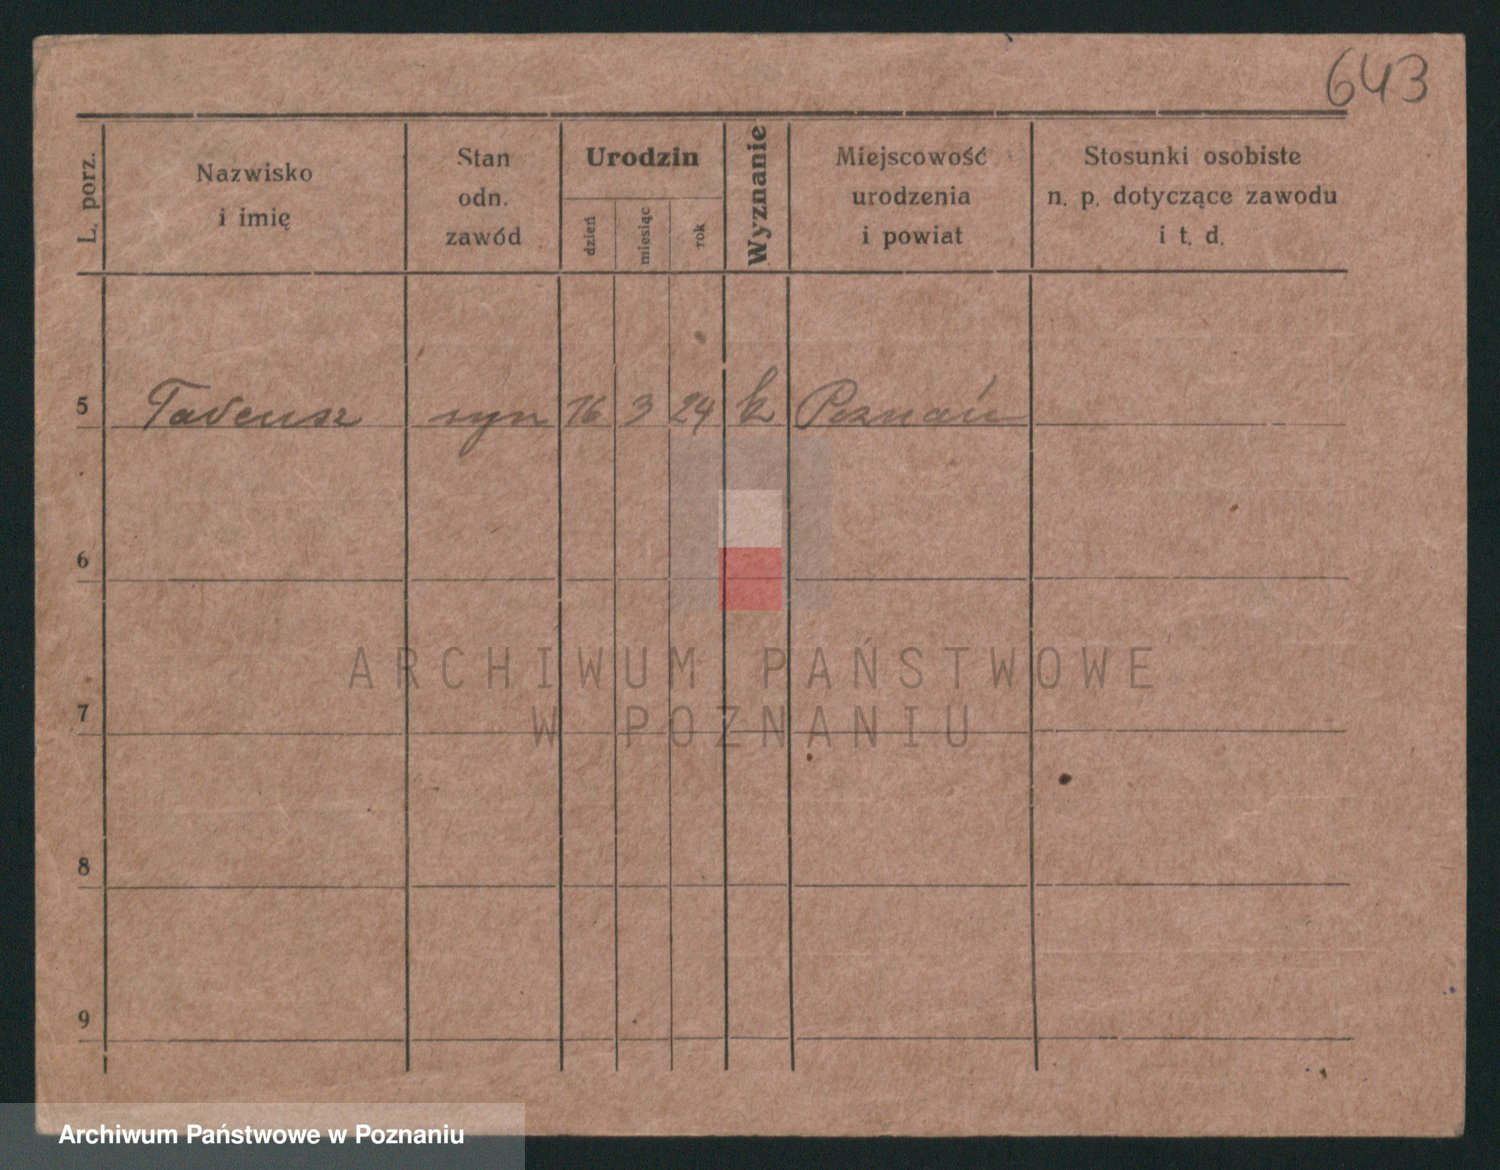 643
L. porz.
Nazwisko
i imię
Stan
odn.
zawód
Urodzin
dzień
miesiąc
rok
Wyznanie
Miejscowość
urodzenia
i powiat
Stosunki osobiste
n. p. dotyczące zawodu
i t. d.
5 Tadeusz syn 16 3 24 k Poznań
6
7
8
9
ARCHIWUM PAŃSTWOWE
W POZNANIU
Archiwum Państwowe w Poznaniu